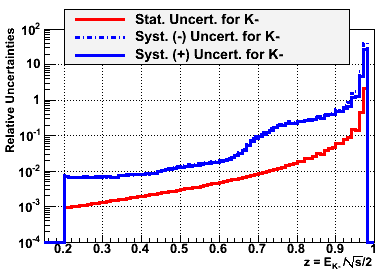 Stat. Uncert. for K-
Syst. (-) Uncert. for K-
Syst. (+) Uncert. for K-
Relative Uncertainties
10²
10
1
10⁻¹
10⁻²
10⁻³
10⁻⁴
0.2 0.3 0.4 0.5 0.6 0.7 0.8 0.9 1
z = E_K-/√s/2